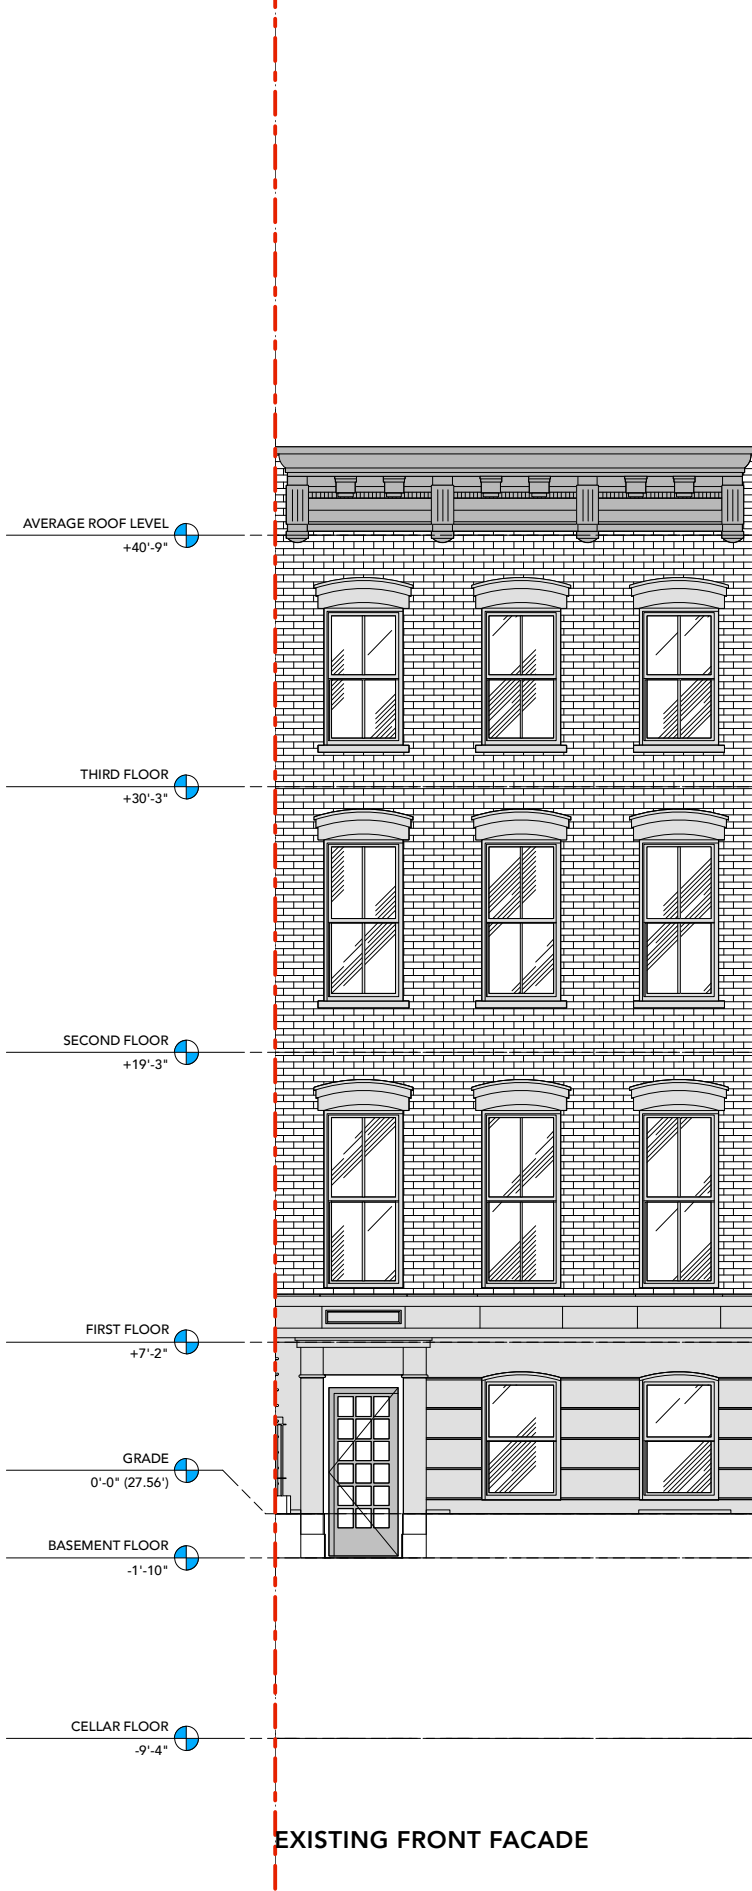 AVERAGE ROOF LEVEL
+40'-9"
THIRD FLOOR
+30'-3"
SECOND FLOOR
+19'-3"
FIRST FLOOR
+7'-2"
GRADE
0'-0" (27.56')
BASEMENT FLOOR
-1'-10"
CELLAR FLOOR
-9'-4"
EXISTING FRONT FACADE